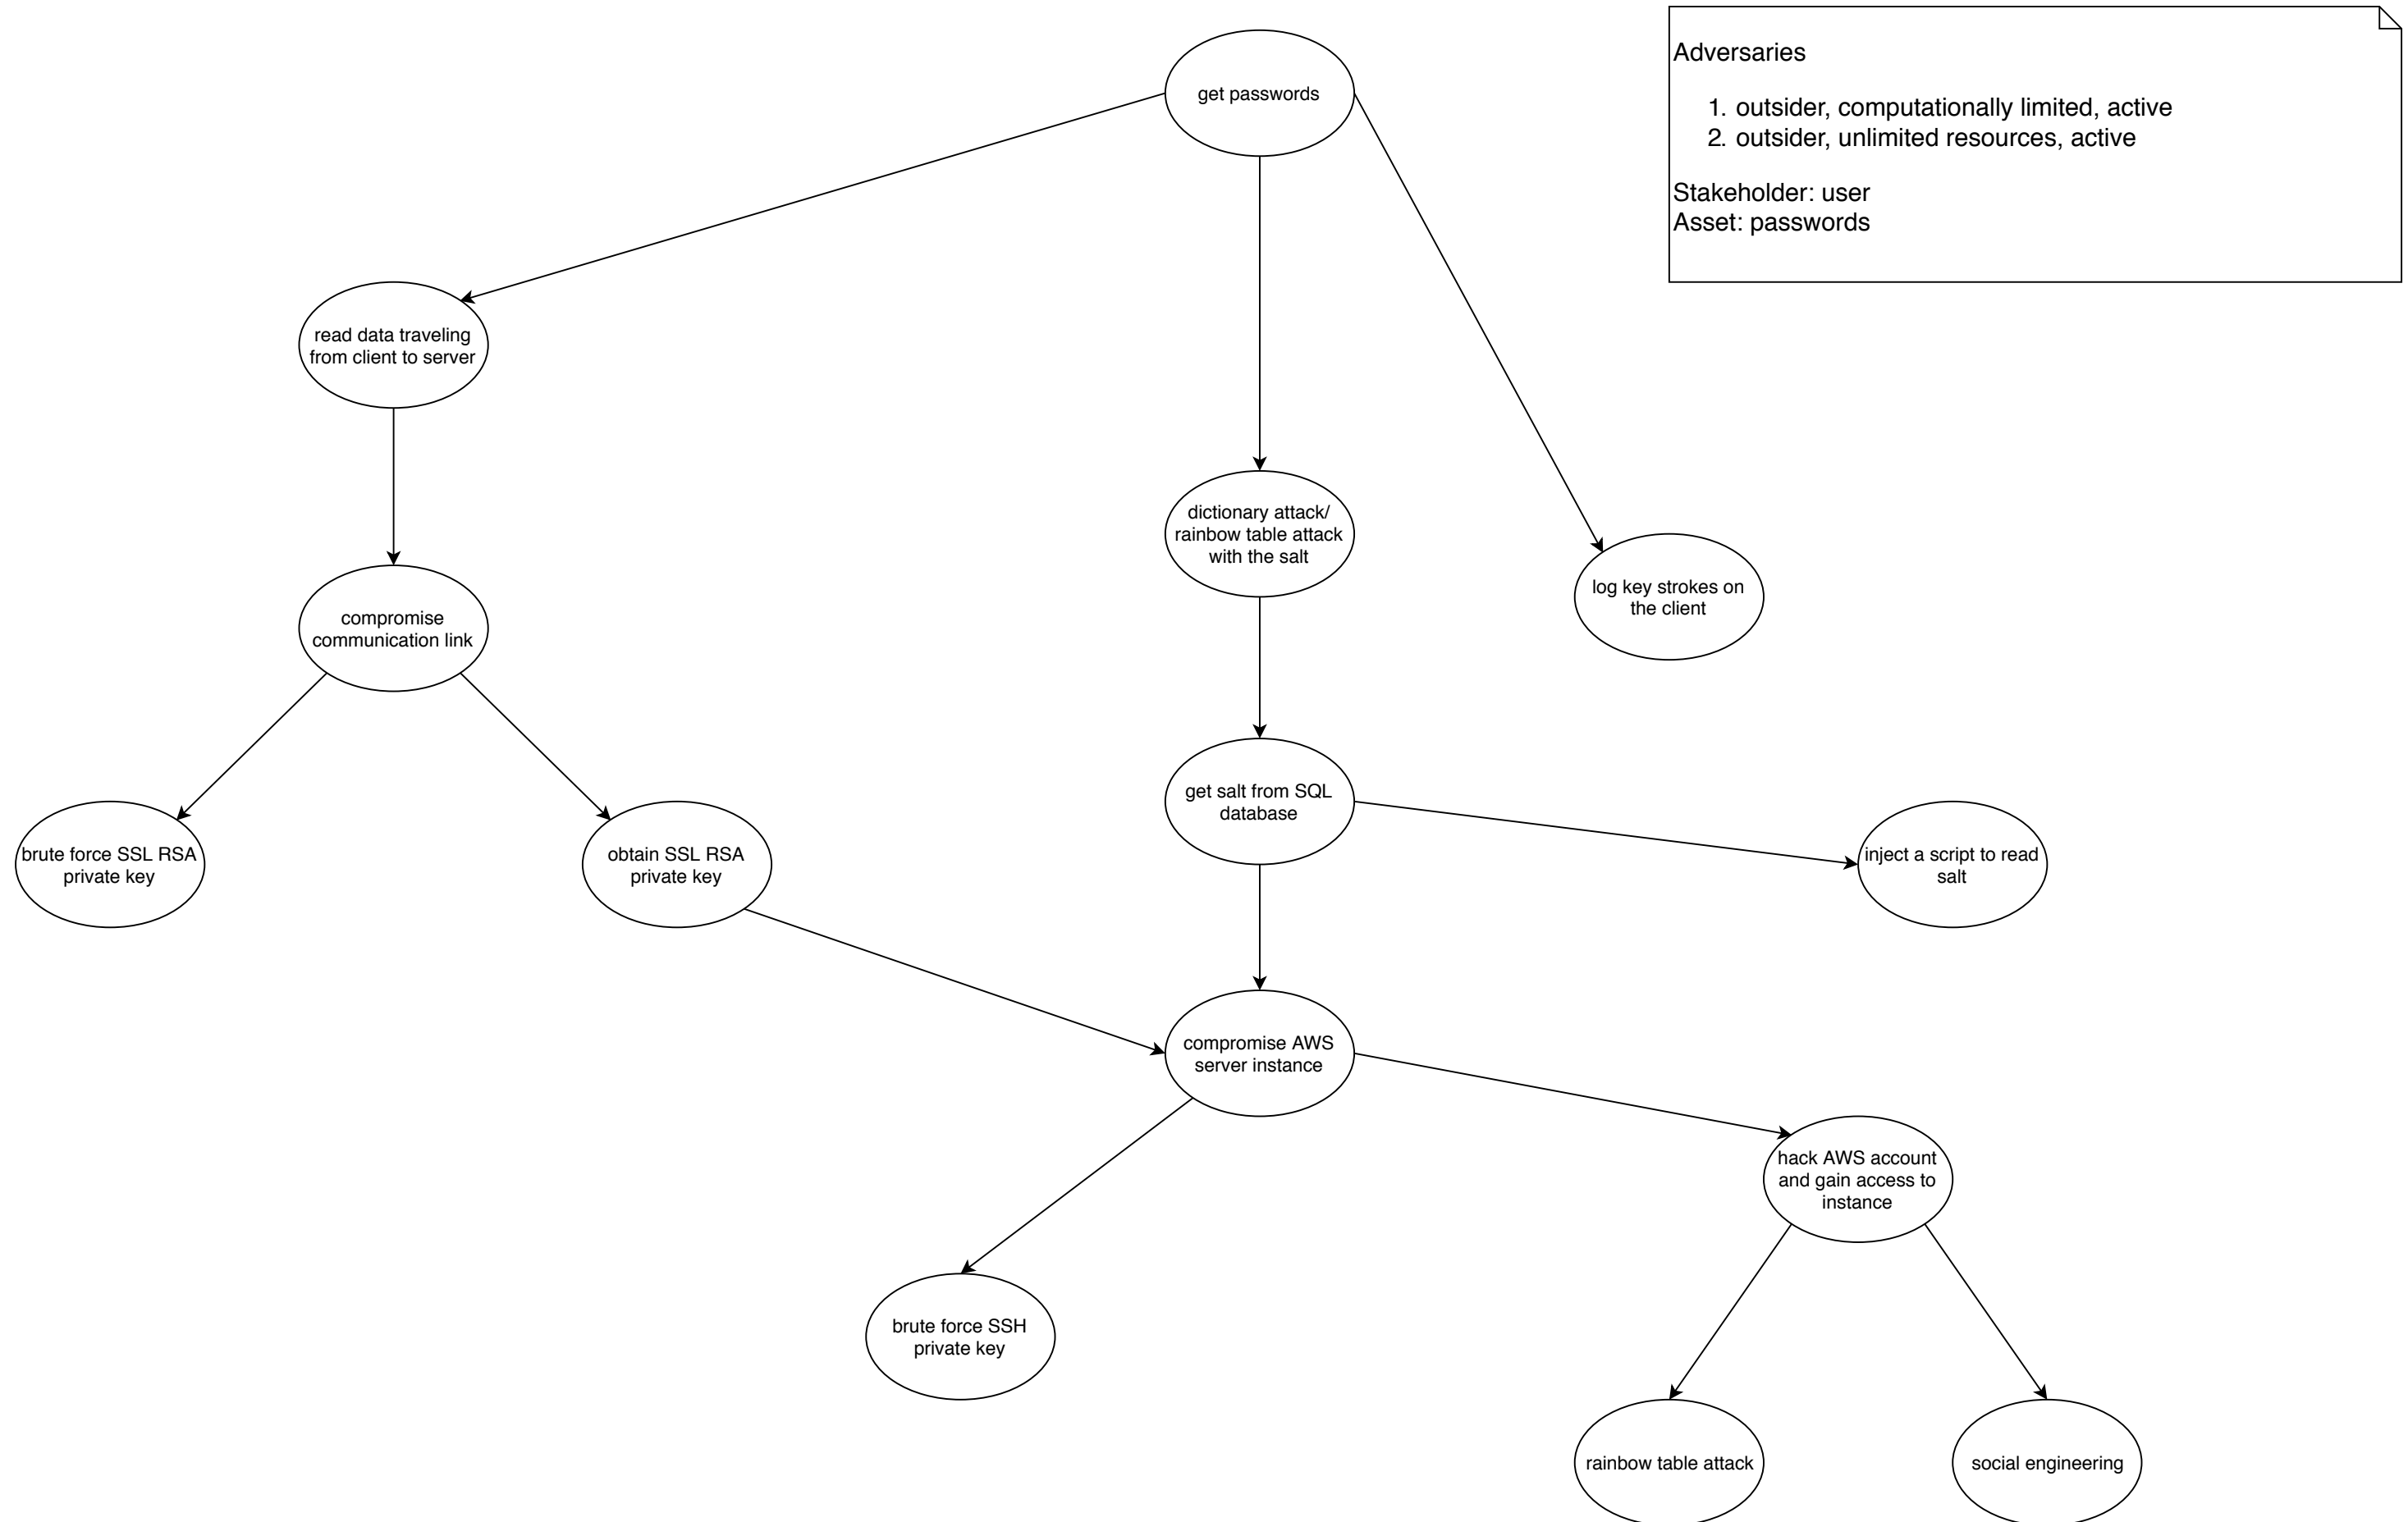 Adversaries
1. outsider, computationally limited, active
2. outsider, unlimited resources, active
Stakeholder: user
Asset: passwords
get passwords
read data traveling
from client to server
dictionary attack/
rainbow table attack
with the salt
log key strokes on
the client
compromise
communication link
get salt from SQL
database
brute force SSL RSA
private key
obtain SSL RSA
private key
inject a script to read
salt
compromise AWS
server instance
hack AWS account
and gain access to
instance
brute force SSH
private key
rainbow table attack
social engineering